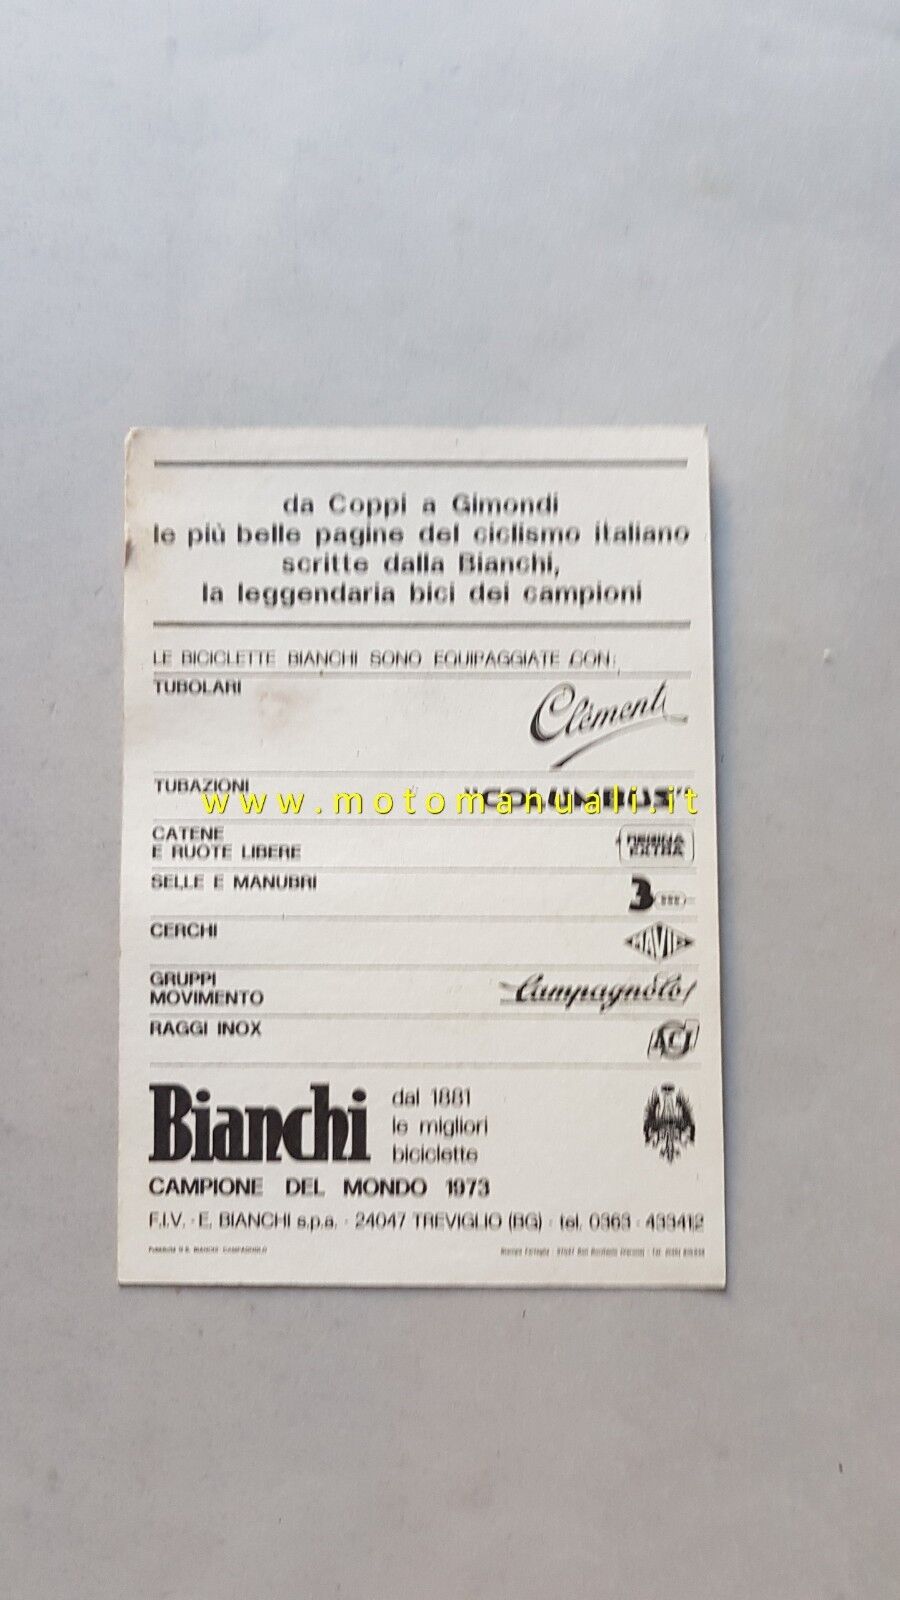 da Coppi a Gimondi
le più belle pagine del ciclismo italiano
scritte dalla Bianchi,
la leggendaria bici dei campioni
LE BICICLETTE BIANCHI SONO EQUIPAGGIATE CON:
TUBOLARI Clément
TUBAZIONI "COLUMBUS"
www.motomanuali.it
CATENE
E RUOTE LIBERE REGINA EXTRA
SELLE E MANUBRI 3
CERCHI MAVIC
GRUPPI
MOVIMENTO Campagnolo
RAGGI INOX ACI
Bianchi dal 1881
le migliori
biciclette
CAMPIONE DEL MONDO 1973
F.I.V. - E. BIANCHI s.p.a. - 24047 TREVIGLIO (BG) - tel. 0363 - 433412